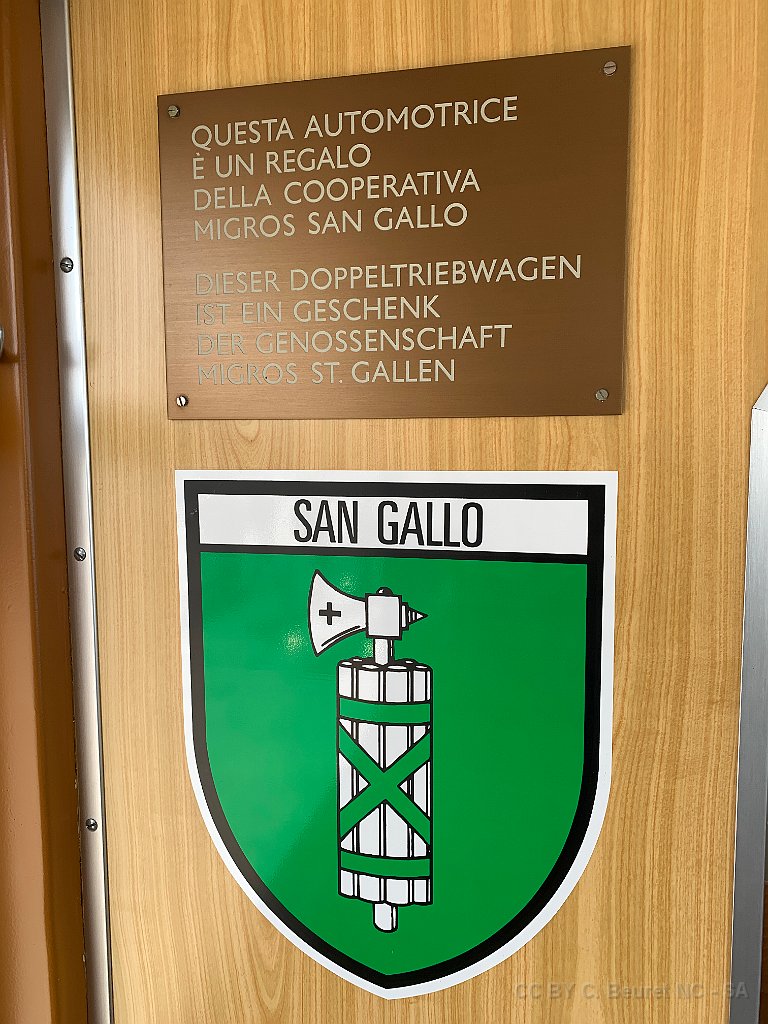 QUESTA AUTOMOTRICE
È UN REGALO
DELLA COOPERATIVA
MIGROS SAN GALLO
DIESER DOPPELTRIEBWAGEN
IST EIN GESCHENK
DER GENOSSENSCHAFT
MIGROS ST. GALLEN
SAN GALLO
CC BY C. Beuret NC - SA